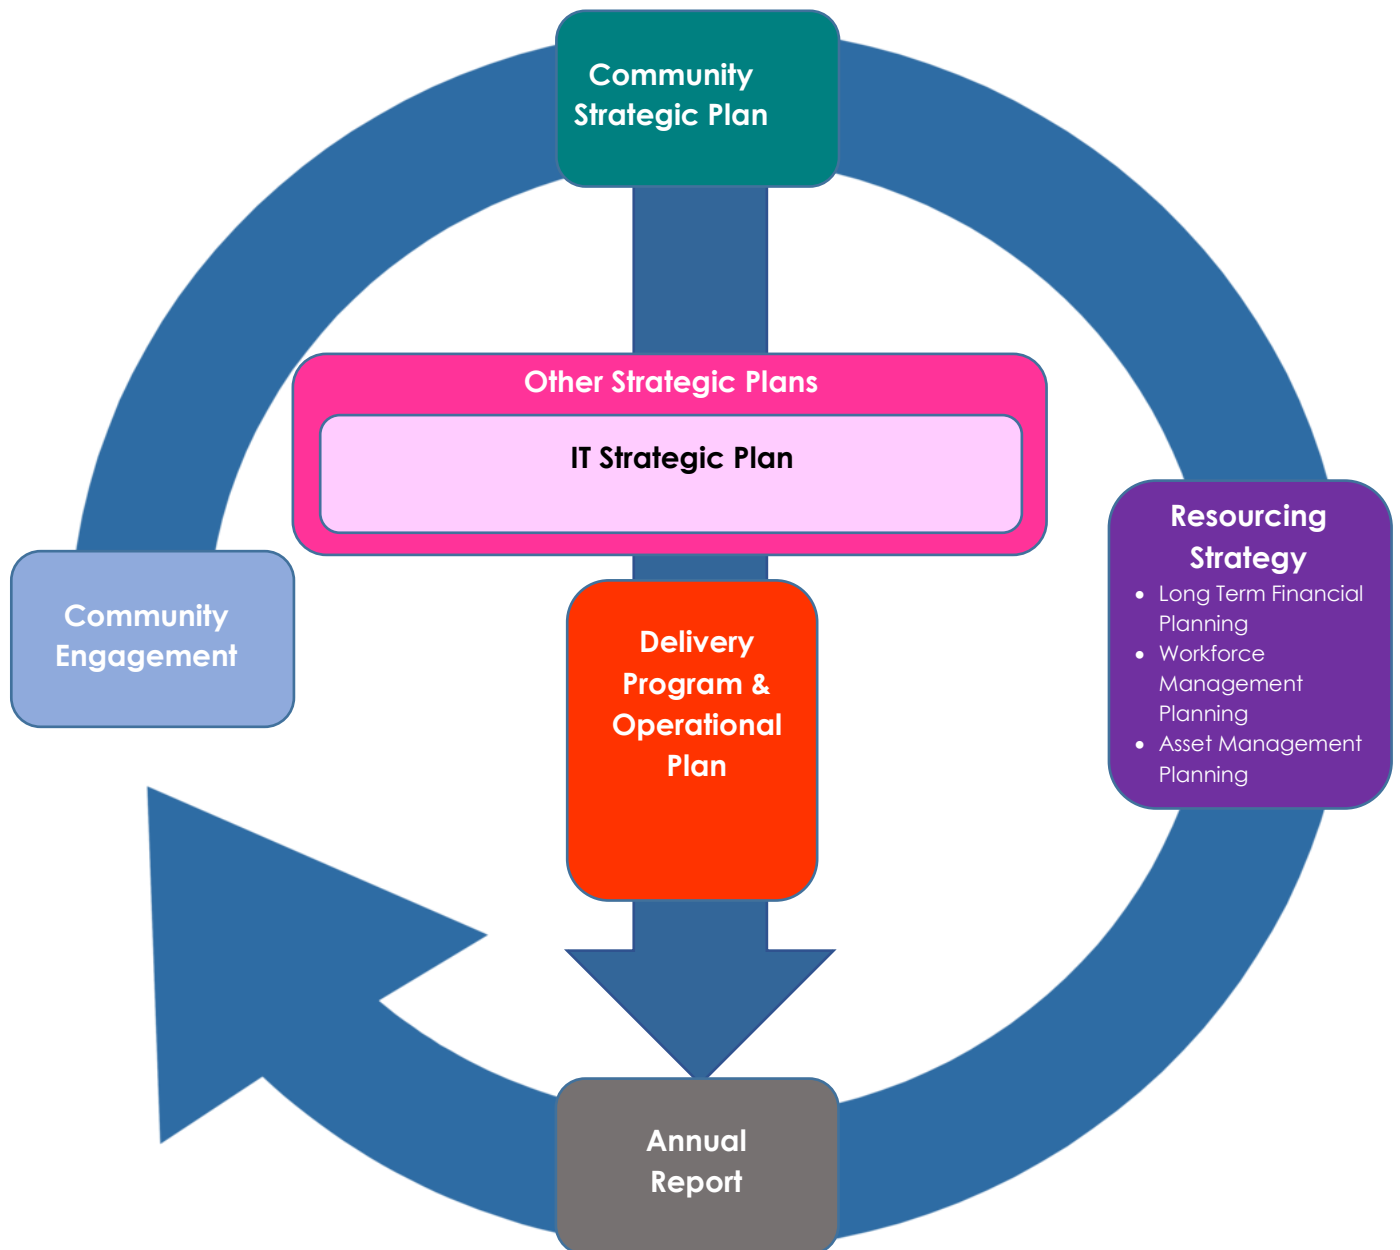 Community
Strategic Plan
Other Strategic Plans
IT Strategic Plan
Community
Engagement
Delivery
Program &
Operational
Plan
Resourcing
Strategy
• Long Term Financial
Planning
• Workforce
Management
Planning
• Asset Management
Planning
Annual
Report